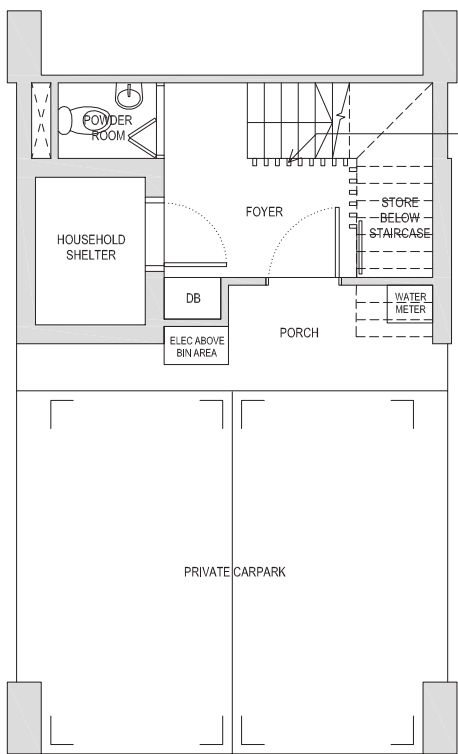 POWDER
ROOM
FOYER
STORE
BELOW
STAIRCASE
HOUSEHOLD
SHELTER
DB
WATER
METER
ELEC ABOVE
BIN AREA
PORCH
PRIVATE CARPARK